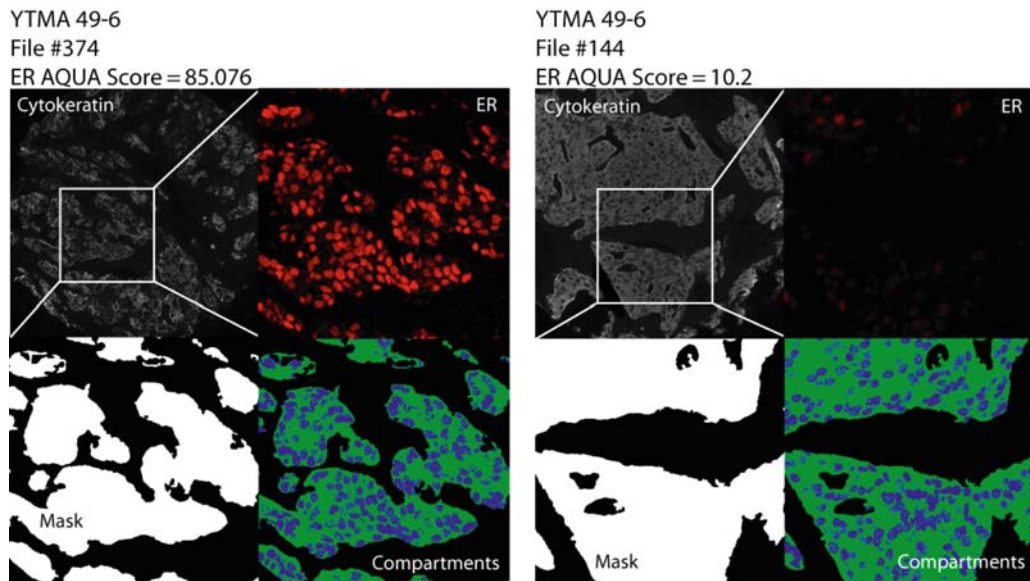 YTMA 49-6
File #374
ER AQUA Score = 85.076
Cytokeratin
ER
Mask
Compartments
YTMA 49-6
File #144
ER AQUA Score = 10.2
Cytokeratin
ER
Mask
Compartments